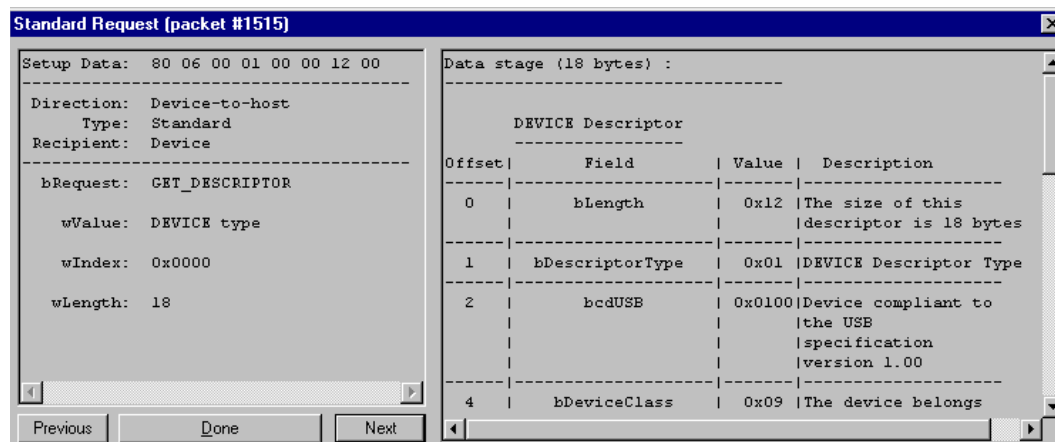 Standard Request (packet #1515)
Setup Data: 80 06 00 01 00 00 12 00
Direction: Device-to-host
Type: Standard
Recipient: Device
bRequest: GET_DESCRIPTOR
wValue: DEVICE type
wIndex: 0x0000
wLength: 18
Previous
Done
Next
Data stage (18 bytes) :
DEVICE Descriptor
Offset| Field | Value | Description
0 | bLength | 0x12 |The size of this
| | |descriptor is 18 bytes
1 | bDescriptorType | 0x01 |DEVICE Descriptor Type
2 | bcdUSB | 0x0100|Device compliant to
| | |the USB
| | |specification
| | |version 1.00
4 | bDeviceClass | 0x09 |The device belongs